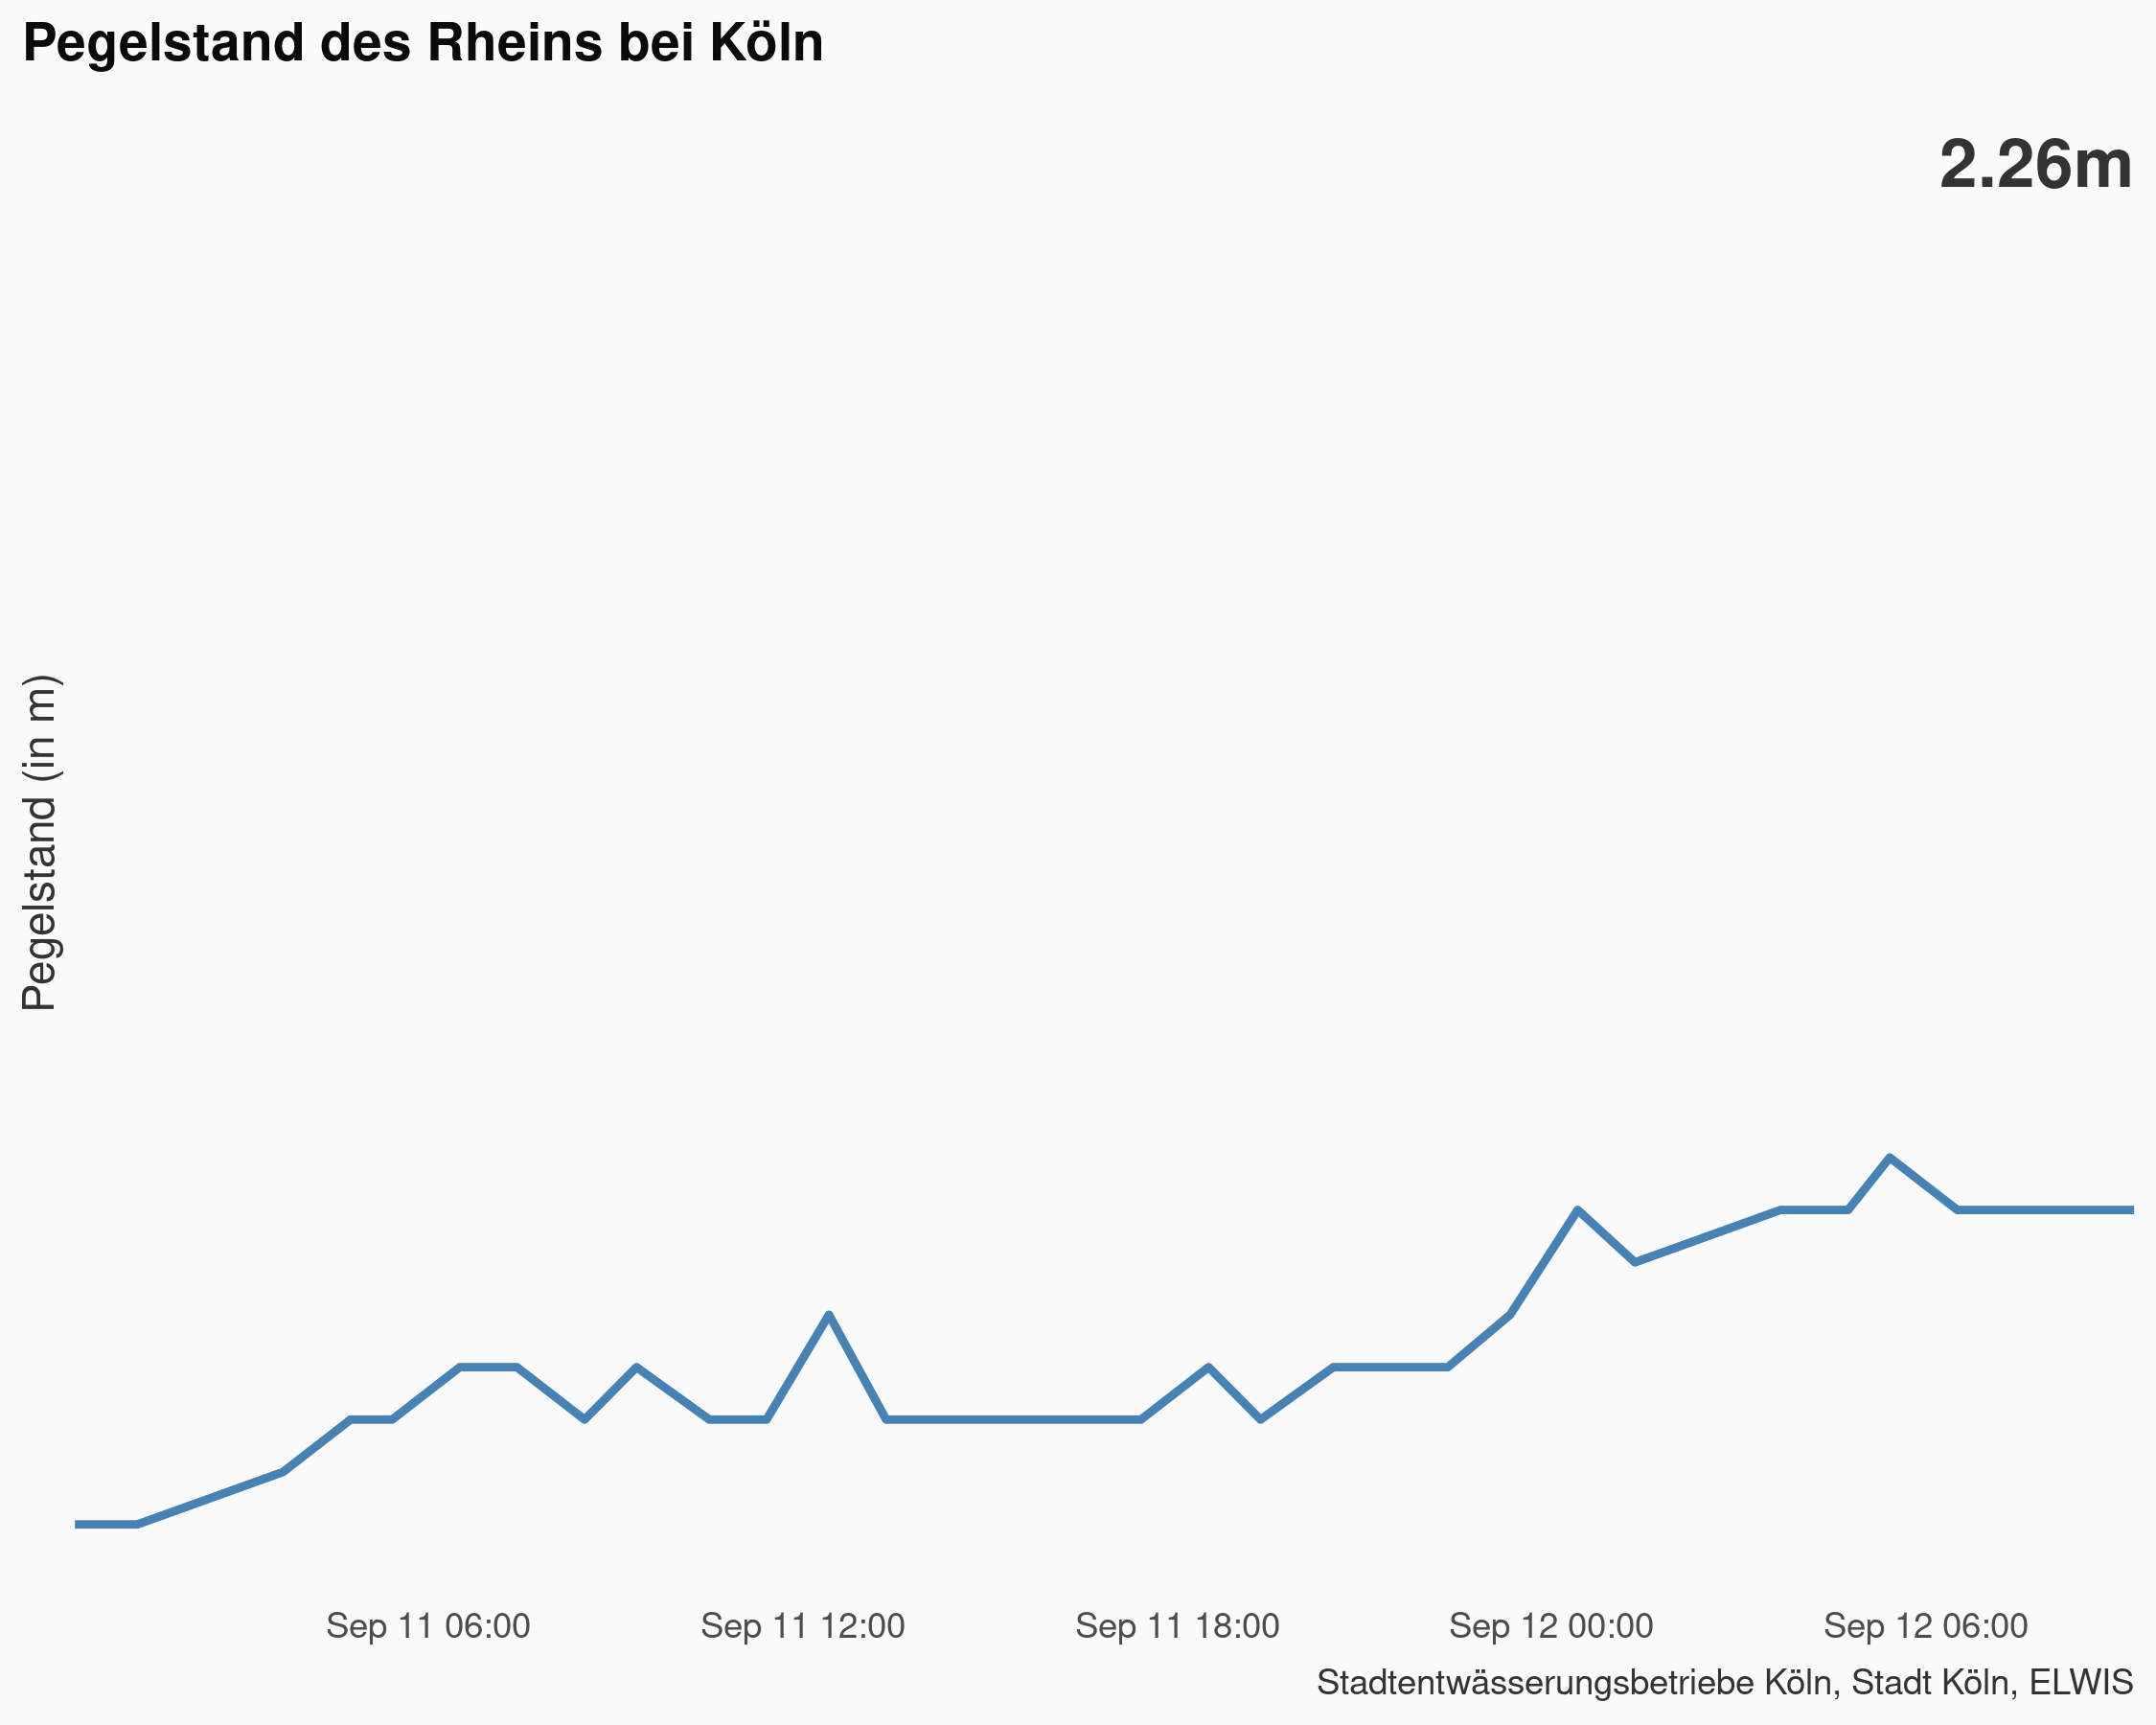 Pegelstand des Rheins bei Köln
2.26m
Pegelstand (in m)
Sep 11 06:00 Sep 11 12:00 Sep 11 18:00 Sep 12 00:00 Sep 12 06:00
Stadtentwässerungsbetriebe Köln, Stadt Köln, ELWIS